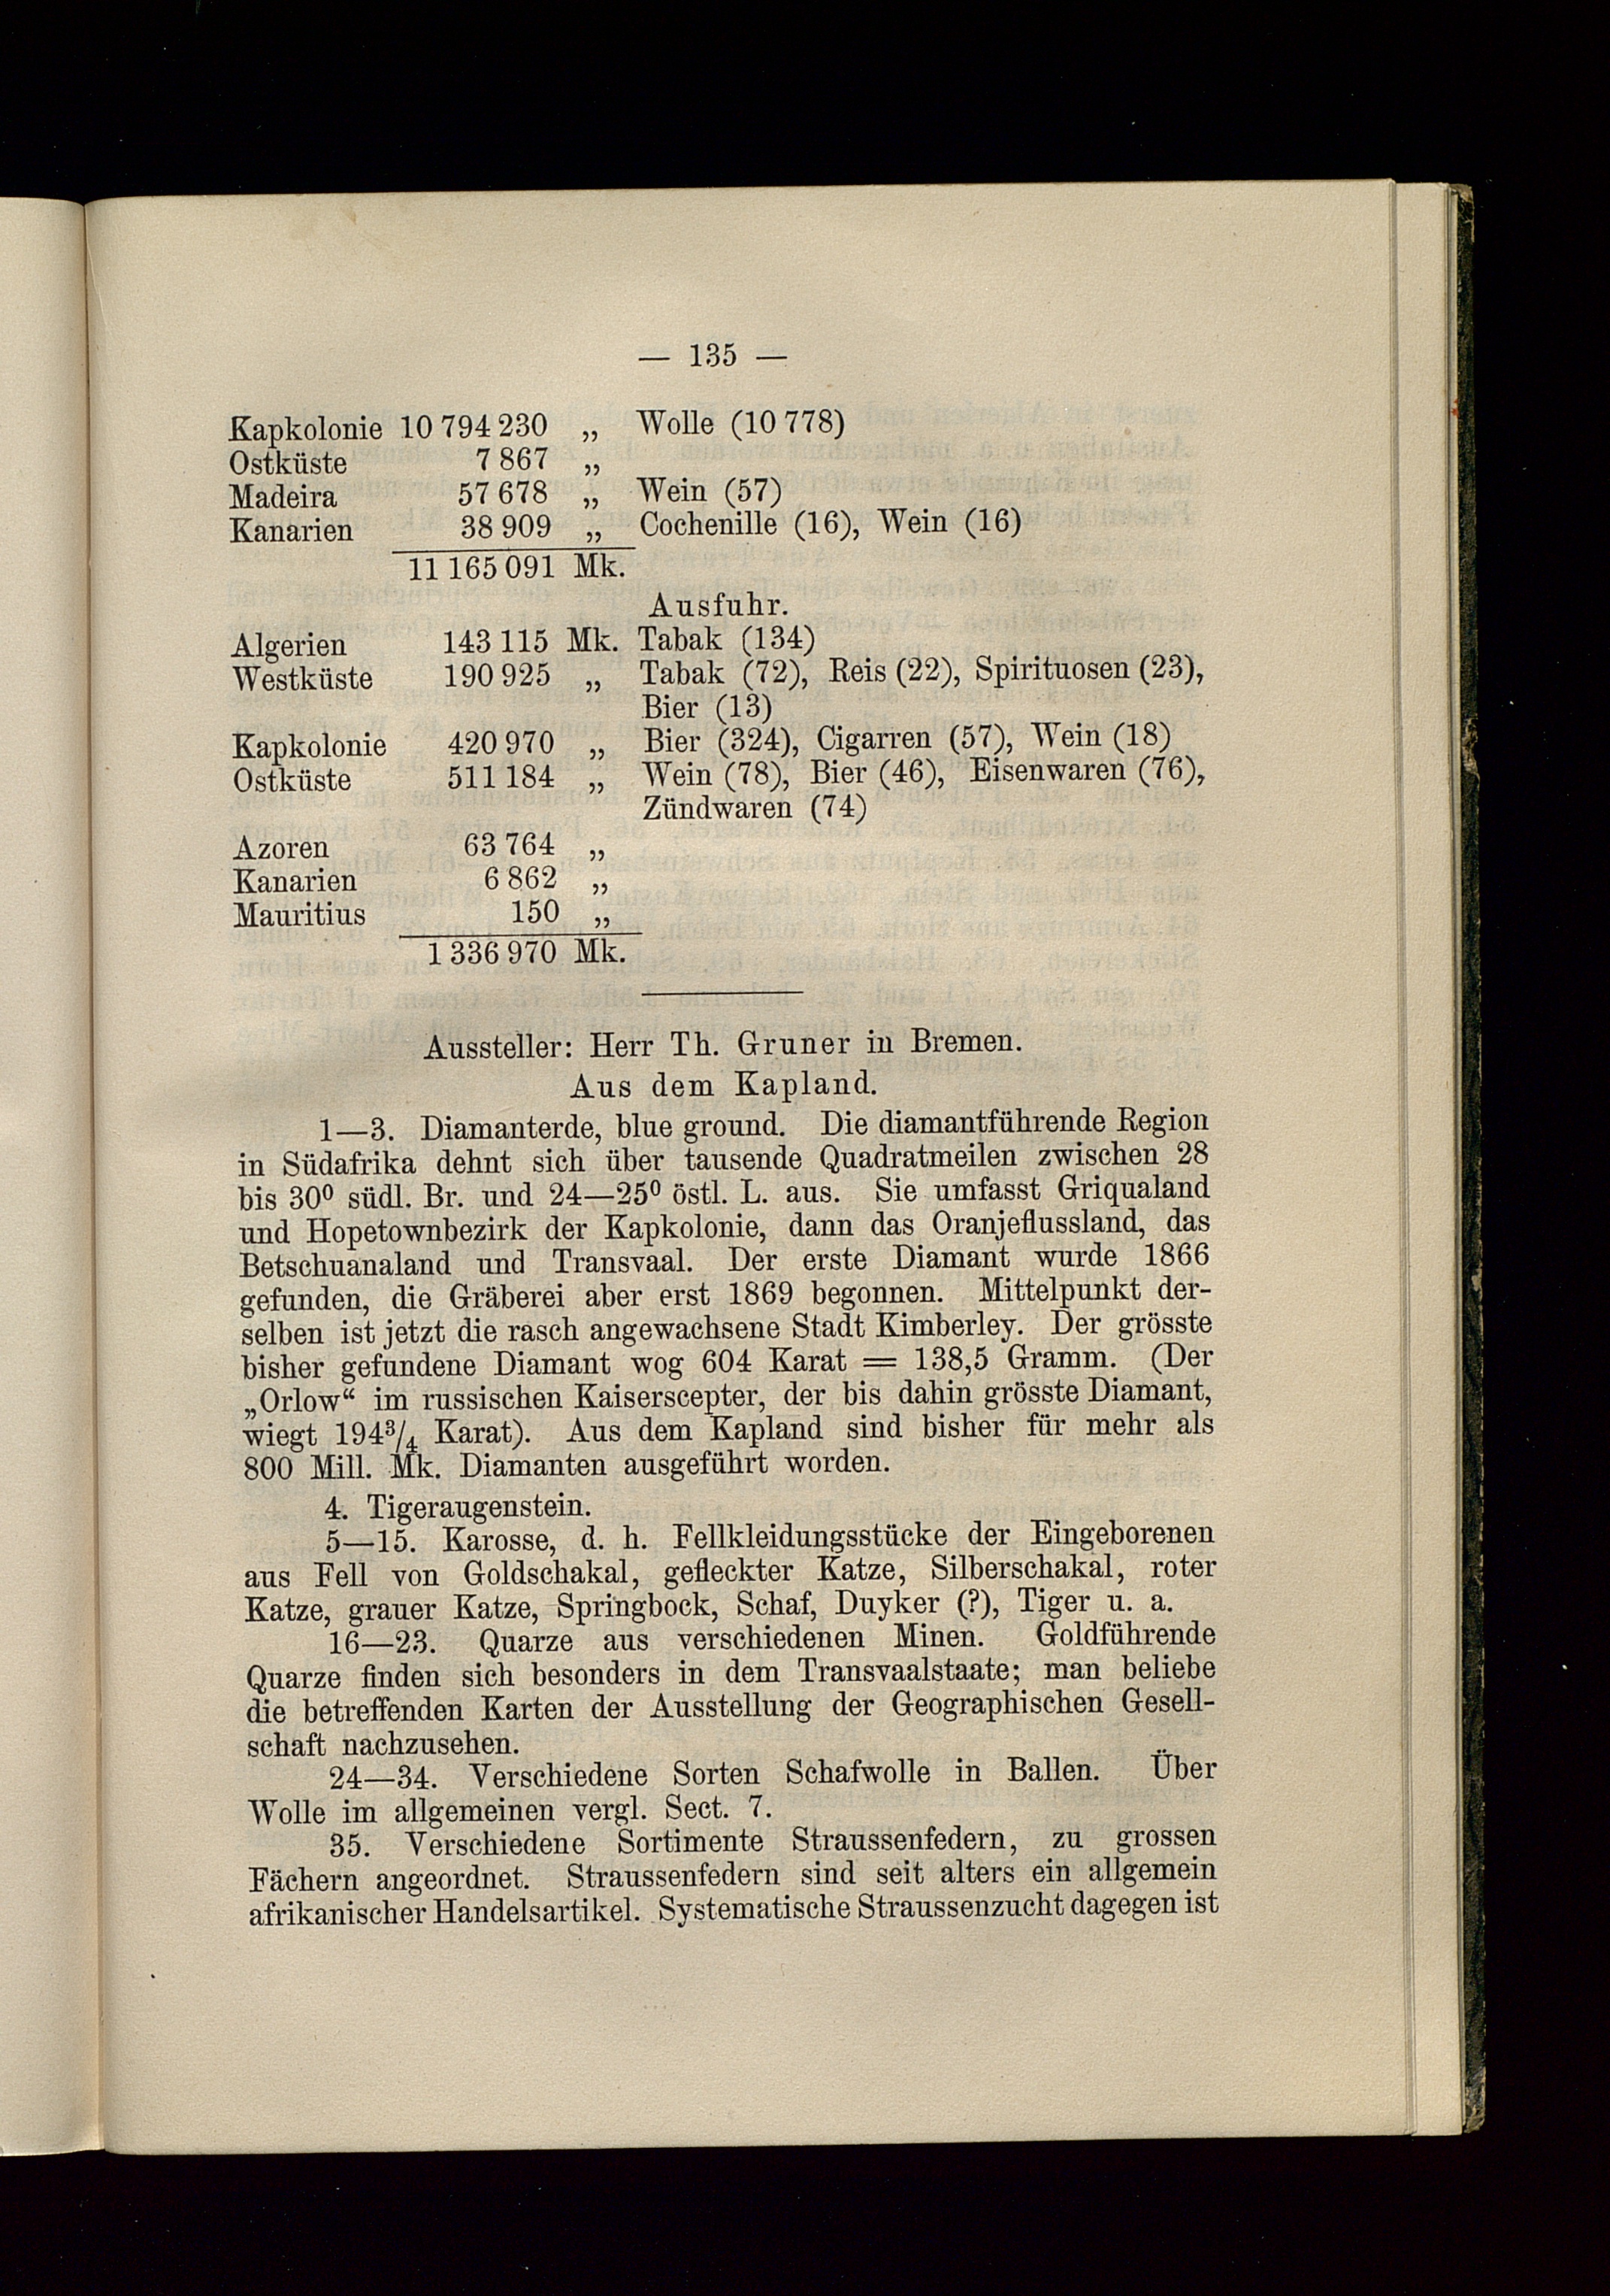 — 135 —
Kapkolonie 10 794 230 „ Wolle (10 778)
Ostküste 7 867 „
Madeira 57 678 „ Wein (57)
Kanarien 38 909 „ Cochenille (16), Wein (16)
11 165 091 Mk.
Ausfuhr.
Algerien 143 115 Mk. Tabak (134)
Westküste 190 925 „ Tabak (72), Reis (22), Spirituosen (23),
Bier (13)
Kapkolonie 420 970 „ Bier (324), Cigarren (57), Wein (18)
Ostküste 511 184 „ Wein (78), Bier (46), Eisenwaren (76),
Zündwaren (74)
Azoren 63 764 „
Kanarien 6 862 „
Mauritius 150 „
1 336 970 Mk.
Aussteller: Herr Th. Gruner in Bremen.
Aus dem Kapland.
1—3. Diamanterde, blue ground. Die diamantführende Region
in Südafrika dehnt sich über tausende Quadratmeilen zwischen 28
bis 30⁰ südl. Br. und 24—25⁰ östl. L. aus. Sie umfasst Griqualand
und Hopetownbezirk der Kapkolonie, dann das Oranjeflussland, das
Betschuanaland und Transvaal. Der erste Diamant wurde 1866
gefunden, die Gräberei aber erst 1869 begonnen. Mittelpunkt der-
selben ist jetzt die rasch angewachsene Stadt Kimberley. Der grösste
bisher gefundene Diamant wog 604 Karat = 138,5 Gramm. (Der
„Orlow“ im russischen Kaiserscepter, der bis dahin grösste Diamant,
wiegt 194³/₄ Karat). Aus dem Kapland sind bisher für mehr als
800 Mill. Mk. Diamanten ausgeführt worden.
4. Tigeraugenstein.
5—15. Karosse, d. h. Fellkleidungsstücke der Eingeborenen
aus Fell von Goldschakal, gefleckter Katze, Silberschakal, roter
Katze, grauer Katze, Springbock, Schaf, Duyker (?), Tiger u. a.
16—23. Quarze aus verschiedenen Minen. Goldführende
Quarze finden sich besonders in dem Transvaalstaate; man beliebe
die betreffenden Karten der Ausstellung der Geographischen Gesell-
schaft nachzusehen.
24—34. Verschiedene Sorten Schafwolle in Ballen. Über
Wolle im allgemeinen vergl. Sect. 7.
35. Verschiedene Sortimente Straussenfedern, zu grossen
Fächern angeordnet. Straussenfedern sind seit alters ein allgemein
afrikanischer Handelsartikel. Systematische Straussenzucht dagegen ist